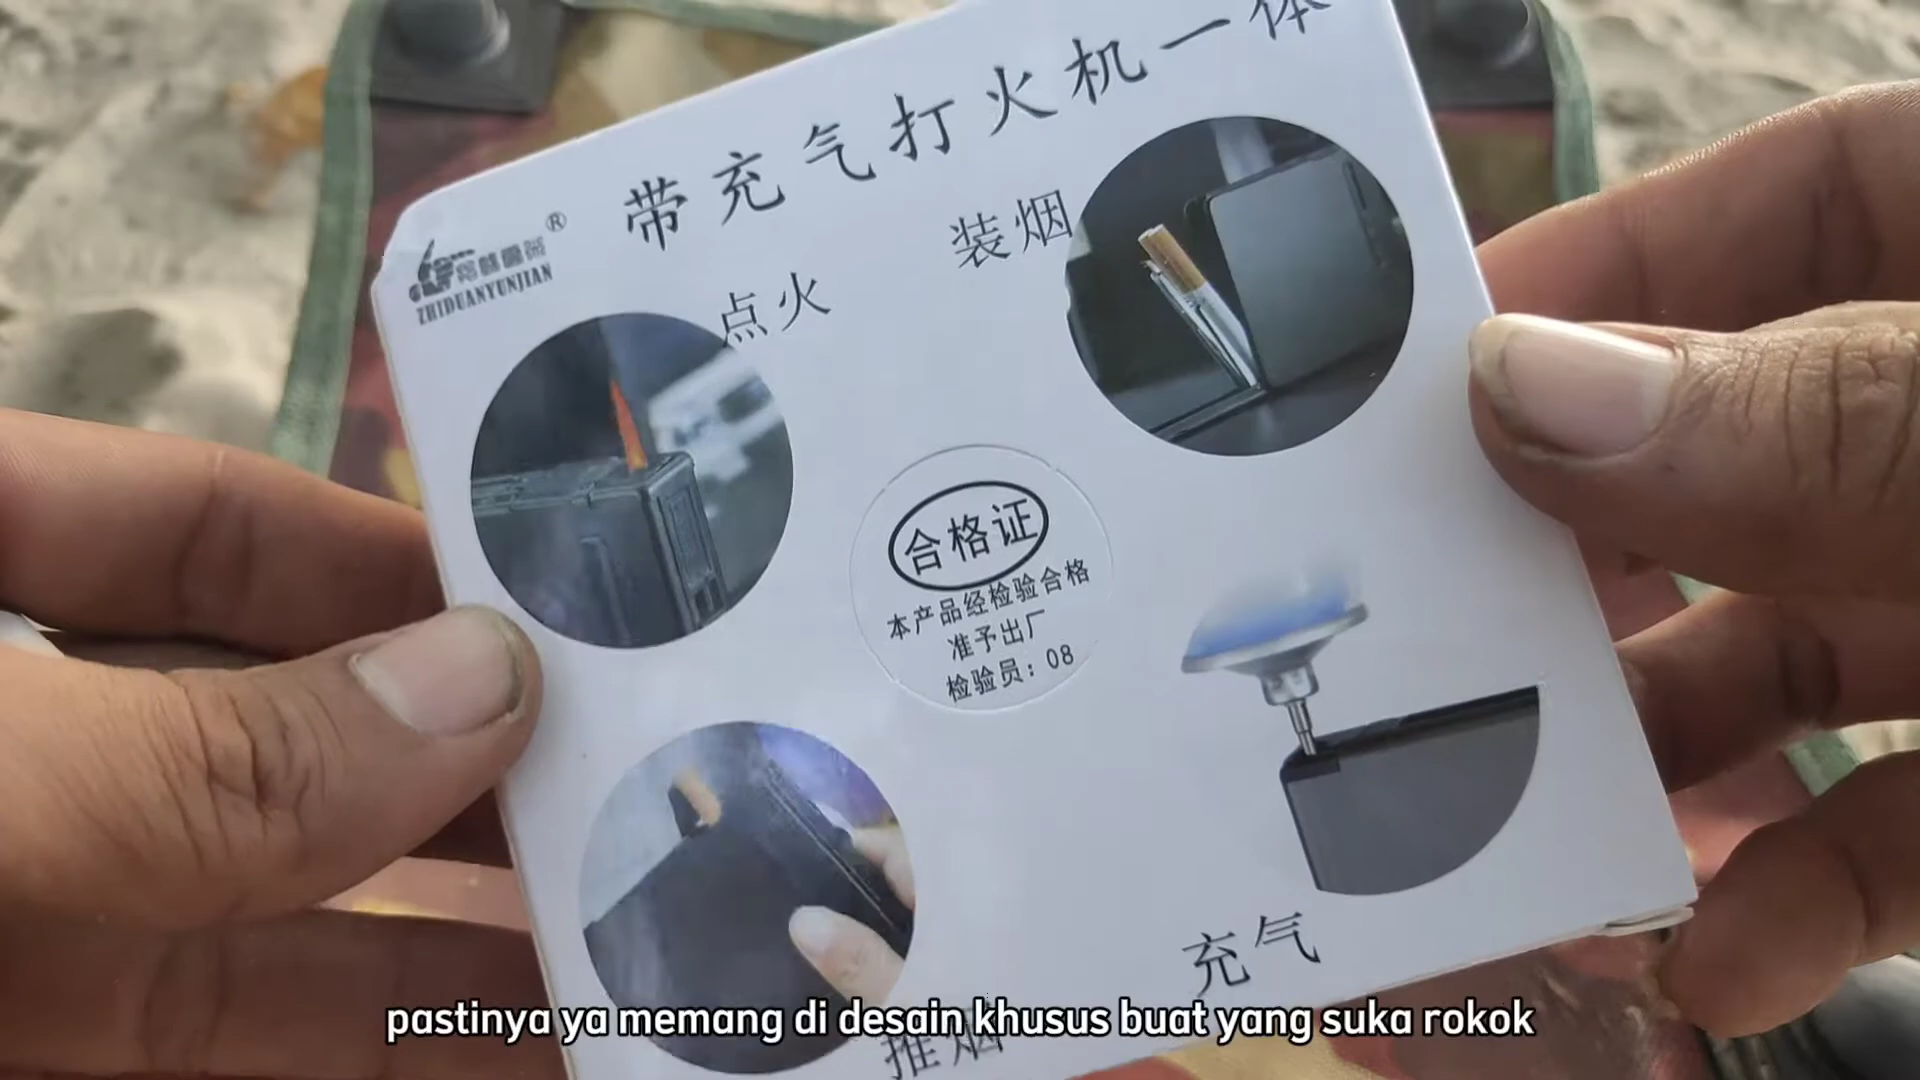 带充气打火机一体
®
ZHIDUANYUNJIAN
装烟
点火
合格证
本产品经检验合格
准予出厂
检验员：08
充气
推烟
pastinya ya memang di desain khusus buat yang suka rokok